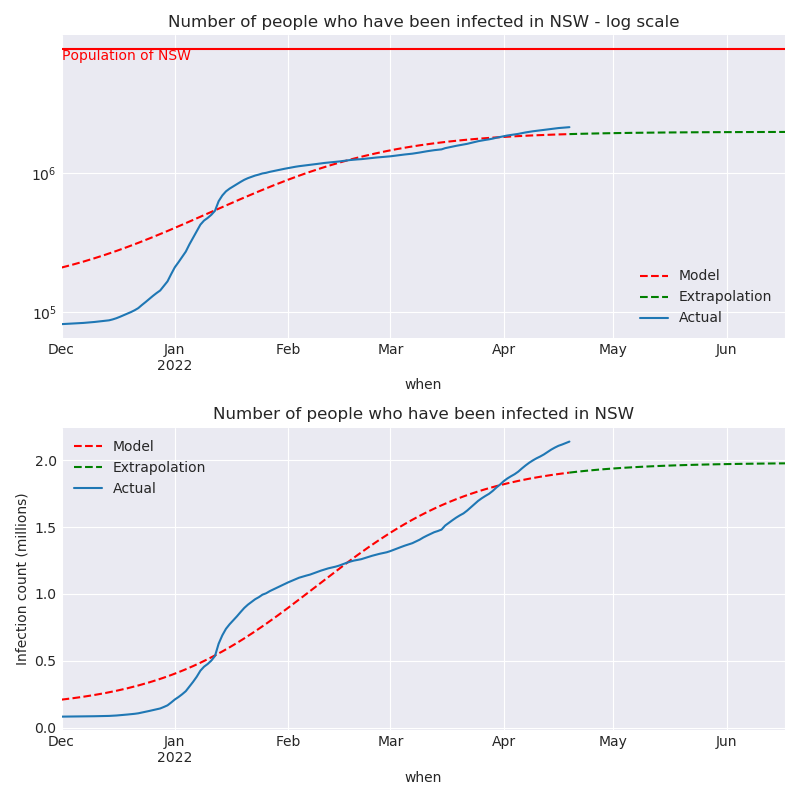 Number of people who have been infected in NSW - log scale
Population of NSW
10^6
10^5
Model
Extrapolation
Actual
Dec Jan Feb Mar Apr May Jun
2022
when
Number of people who have been infected in NSW
Model
Extrapolation
Actual
Infection count (millions)
2.0
1.5
1.0
0.5
0.0
Dec Jan Feb Mar Apr May Jun
2022
when